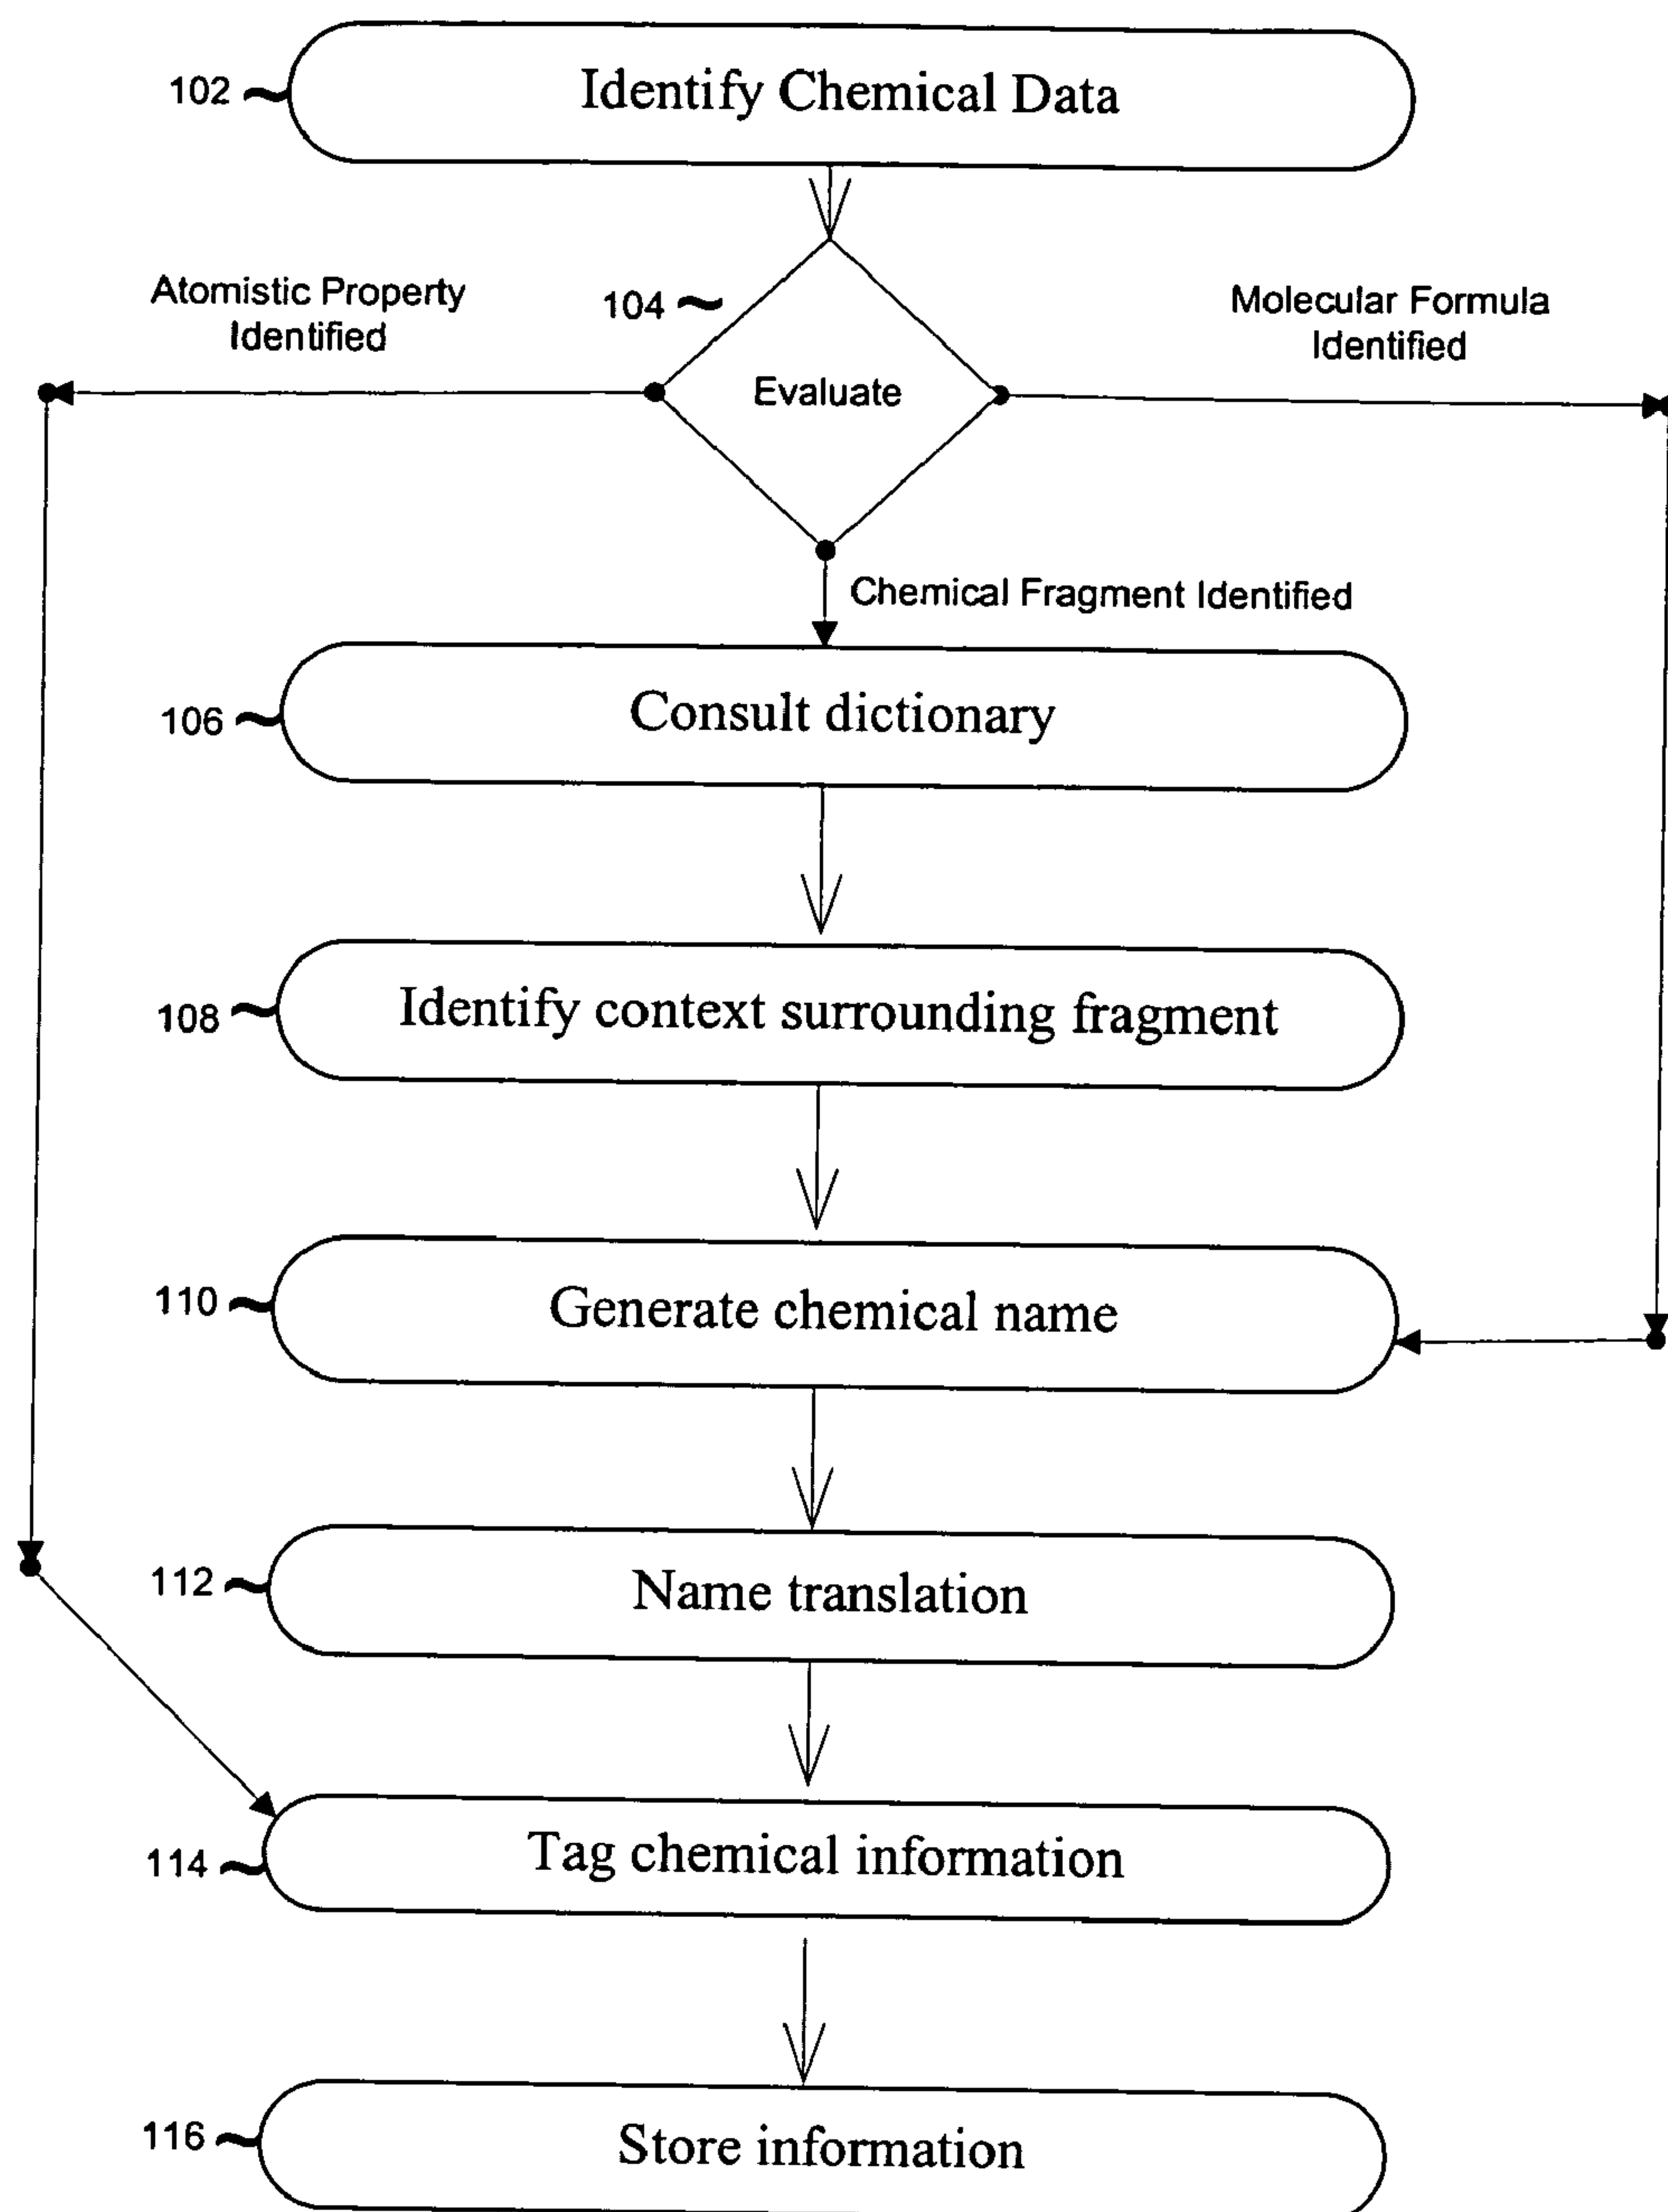 102
Identify Chemical Data
Atomistic Property
Identified
104
Molecular Formula
Identified
Evaluate
Chemical Fragment Identified
106
Consult dictionary
108
Identify context surrounding fragment
110
Generate chemical name
112
Name translation
114
Tag chemical information
116
Store information